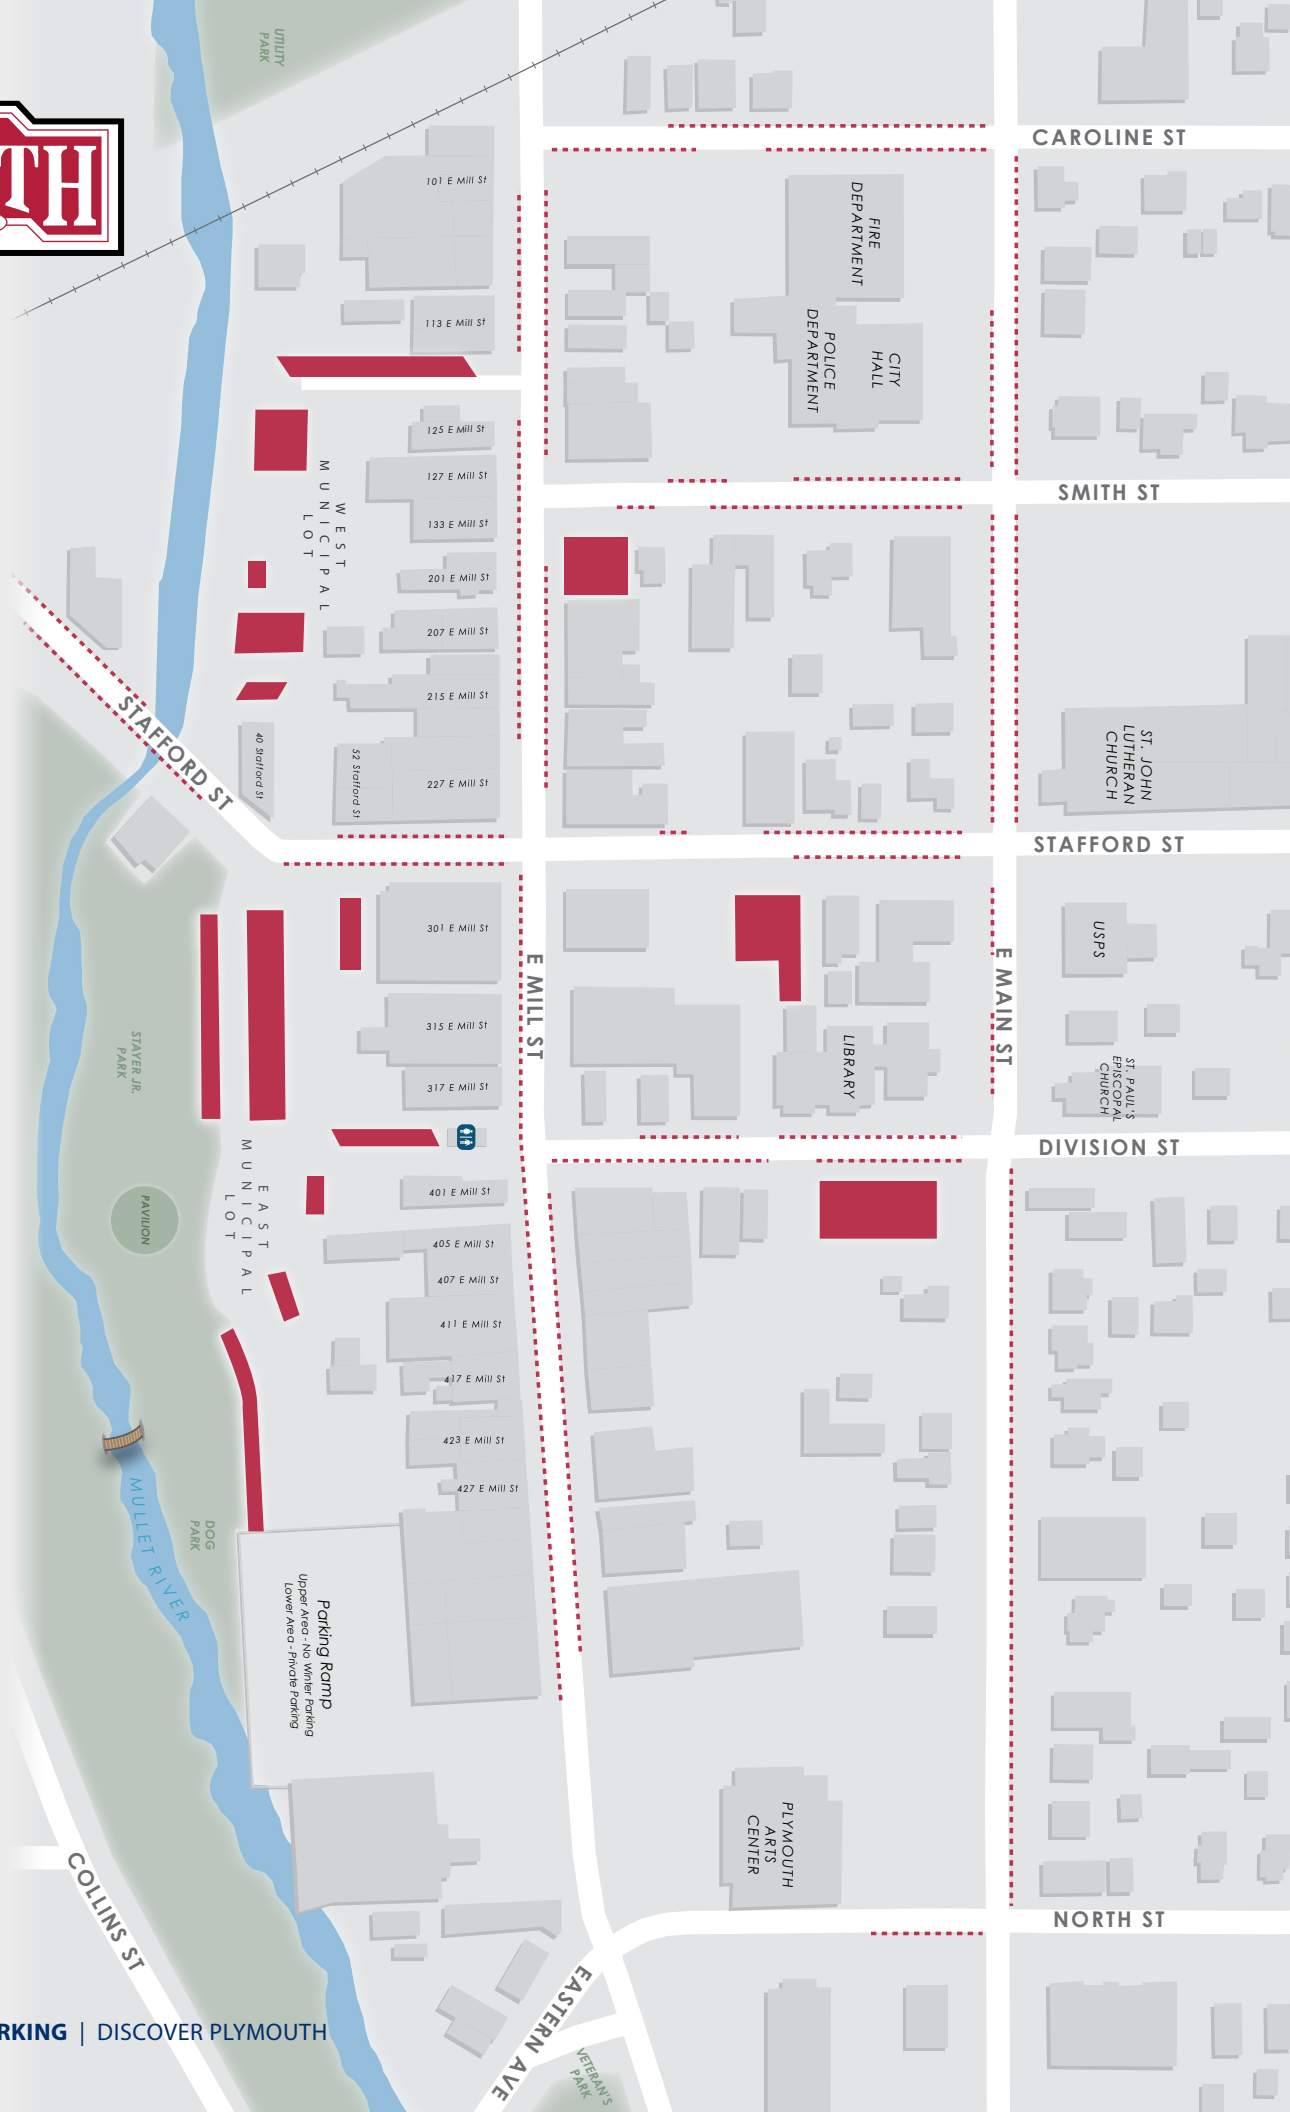 UTILITY
PARK
TH
CAROLINE ST
101 E Mill St
FIRE
DEPARTMENT
113 E Mill St
POLICE
DEPARTMENT
CITY
HALL
125 E Mill St
127 E Mill St
WEST
MUNICIPAL
LOT
133 E Mill St
SMITH ST
201 E Mill St
207 E Mill St
215 E Mill St
STAFFORD ST
40 Stafford St
52 Stafford St
227 E Mill St
ST. JOHN
LUTHERAN
CHURCH
STAFFORD ST
301 E Mill St
E MILL ST
E MAIN ST
USPS
315 E Mill St
STAYER JR.
PARK
LIBRARY
ST. PAUL'S
EPISCOPAL
CHURCH
317 E Mill St
DIVISION ST
EAST
MUNICIPAL
LOT
401 E Mill St
PAVILION
405 E Mill St
407 E Mill St
411 E Mill St
417 E Mill St
423 E Mill St
427 E Mill St
MULLET RIVER
DOG
PARK
Parking Ramp
Upper Area - No Winter Parking
Lower Area - Private Parking
PLYMOUTH
ARTS
CENTER
COLLINS ST
NORTH ST
EASTERN AVE
RKING | DISCOVER PLYMOUTH
VETERAN'S
PARK